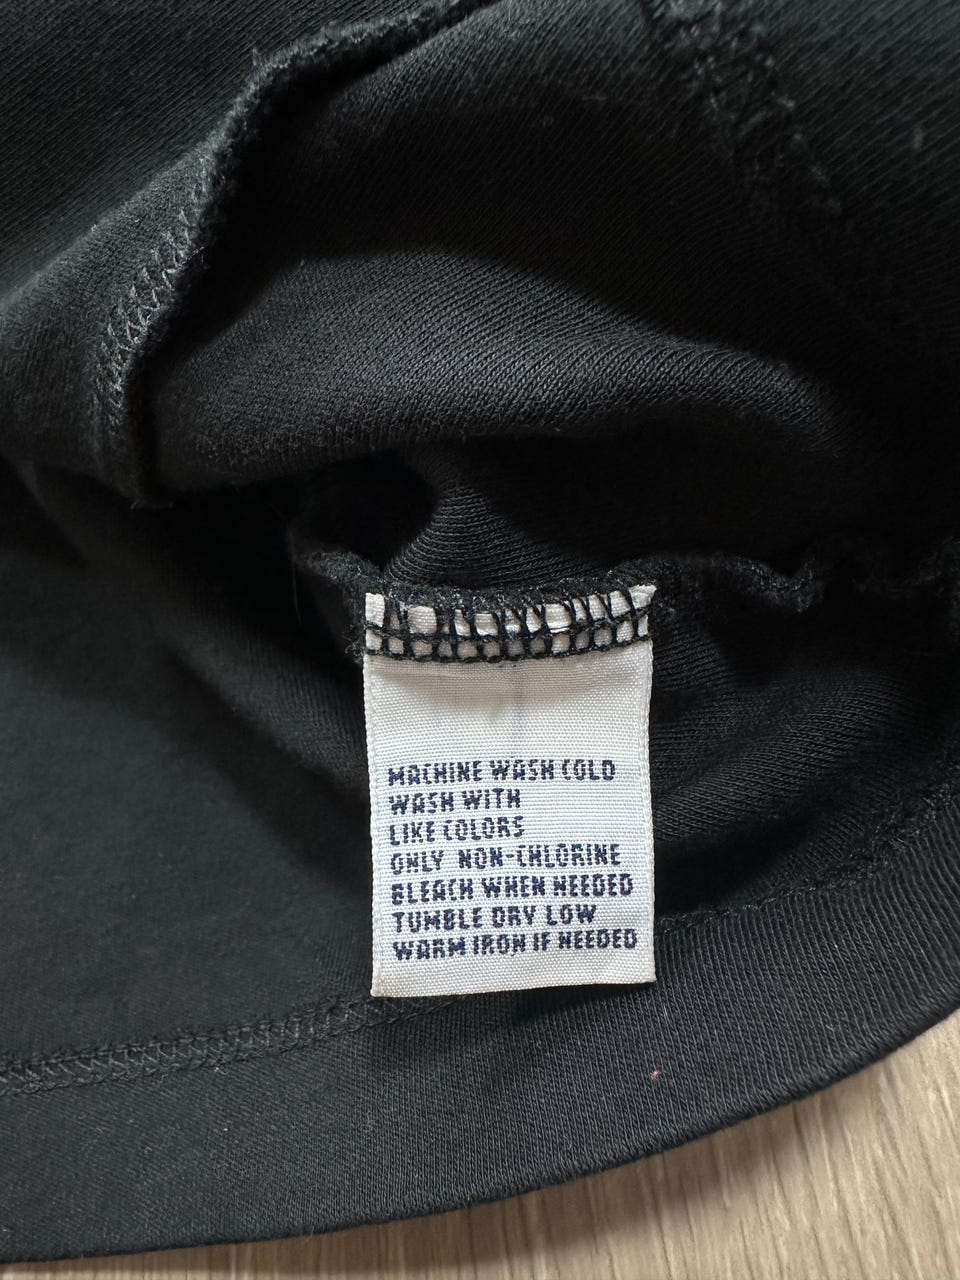 MACHINE WASH COLD
WASH WITH
LIKE COLORS
ONLY NON-CHLORINE
BLEACH WHEN NEEDED
TUMBLE DRY LOW
WARM IRON IF NEEDED